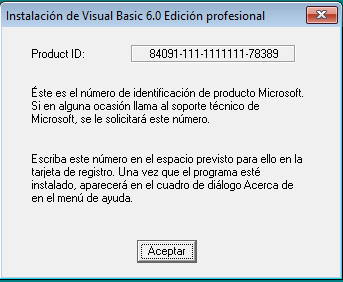 Instalación de Visual Basic 6.0 Edición profesional
Product ID: 84091-111-1111111-78389
Éste es el número de identificación de producto Microsoft.
Si en alguna ocasión llama al soporte técnico de
Microsoft, se le solicitará este número.
Escriba este número en el espacio previsto para ello en la
tarjeta de registro. Una vez que el programa esté
instalado, aparecerá en el cuadro de diálogo Acerca de
en el menú de ayuda.
Aceptar